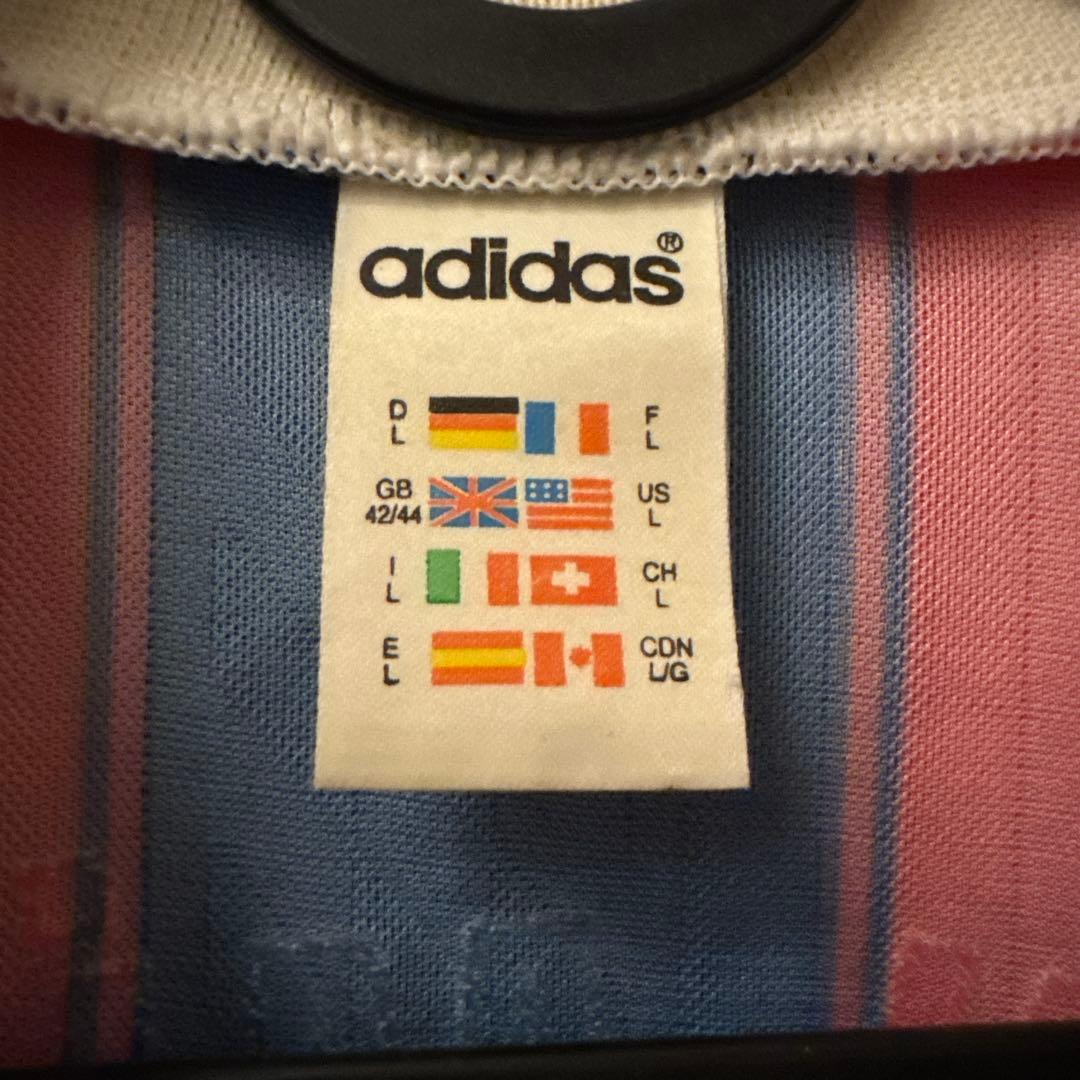 adidas®
D L F L
GB 42/44 US L
I L CH L
E L CDN L/G